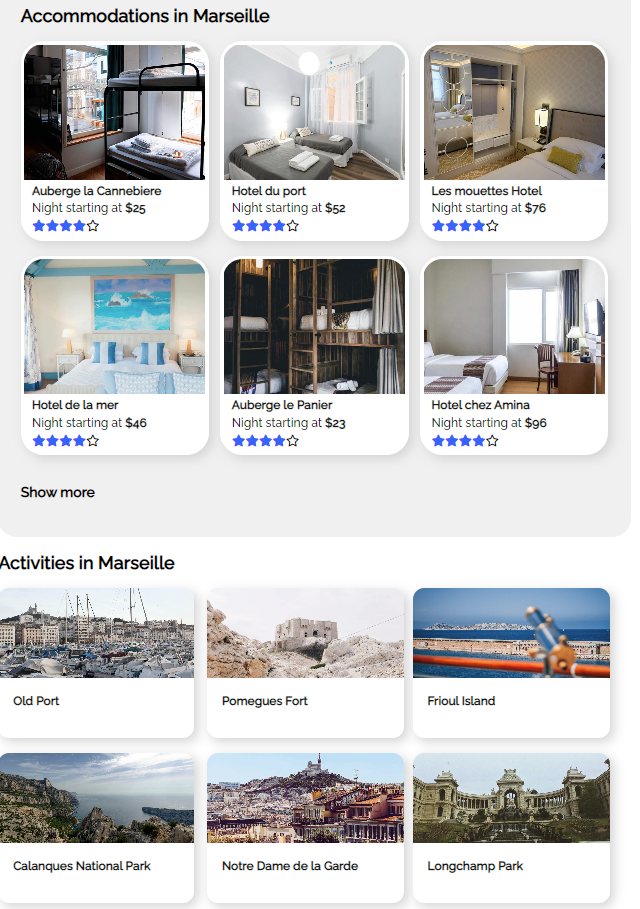 Accommodations in Marseille
Auberge la Cannebiere
Night starting at $25
Hotel du port
Night starting at $52
Les mouettes Hotel
Night starting at $76
Hotel de la mer
Night starting at $46
Auberge le Panier
Night starting at $23
Hotel chez Amina
Night starting at $96
Show more
Activities in Marseille
Old Port
Pomegues Fort
Frioul Island
Calanques National Park
Notre Dame de la Garde
Longchamp Park